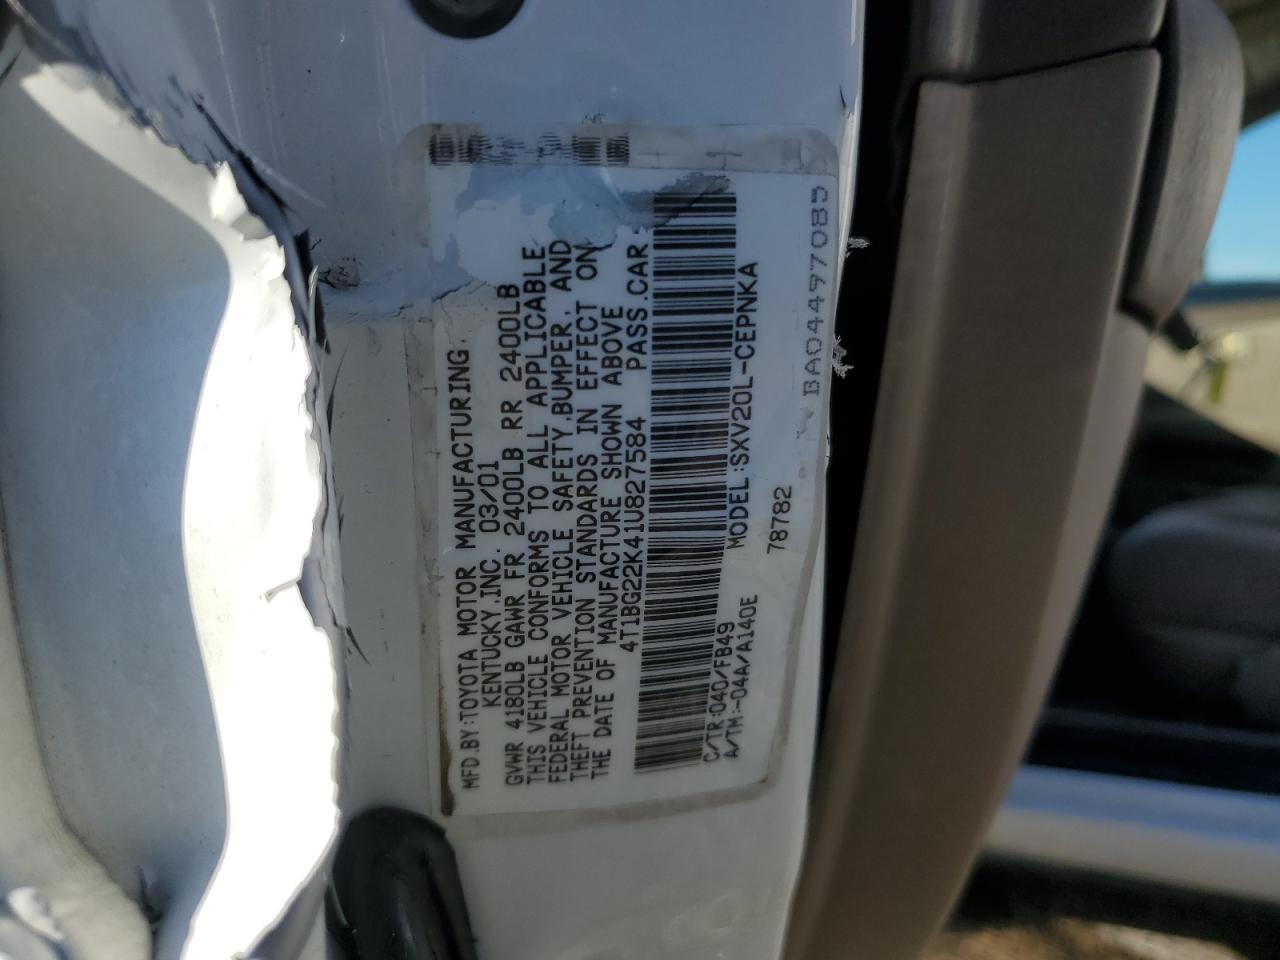 MFD.BY:TOYOTA MOTOR MANUFACTURING,
KENTUCKY,INC. 03/01
GVWR 4180LB GAWR FR 2400LB RR 2400LB
THIS VEHICLE CONFORMS TO ALL APPLICABLE
FEDERAL MOTOR VEHICLE SAFETY,BUMPER, AND
THEFT PREVENTION STANDARDS IN EFFECT ON
THE DATE OF MANUFACTURE SHOWN ABOVE
4T1BG22K41U827584 PASS.CAR
C/TR:040/FB49 MODEL:SXV20L-CEPNKA
A/TM:-04A/A140E
78782
BA04497089